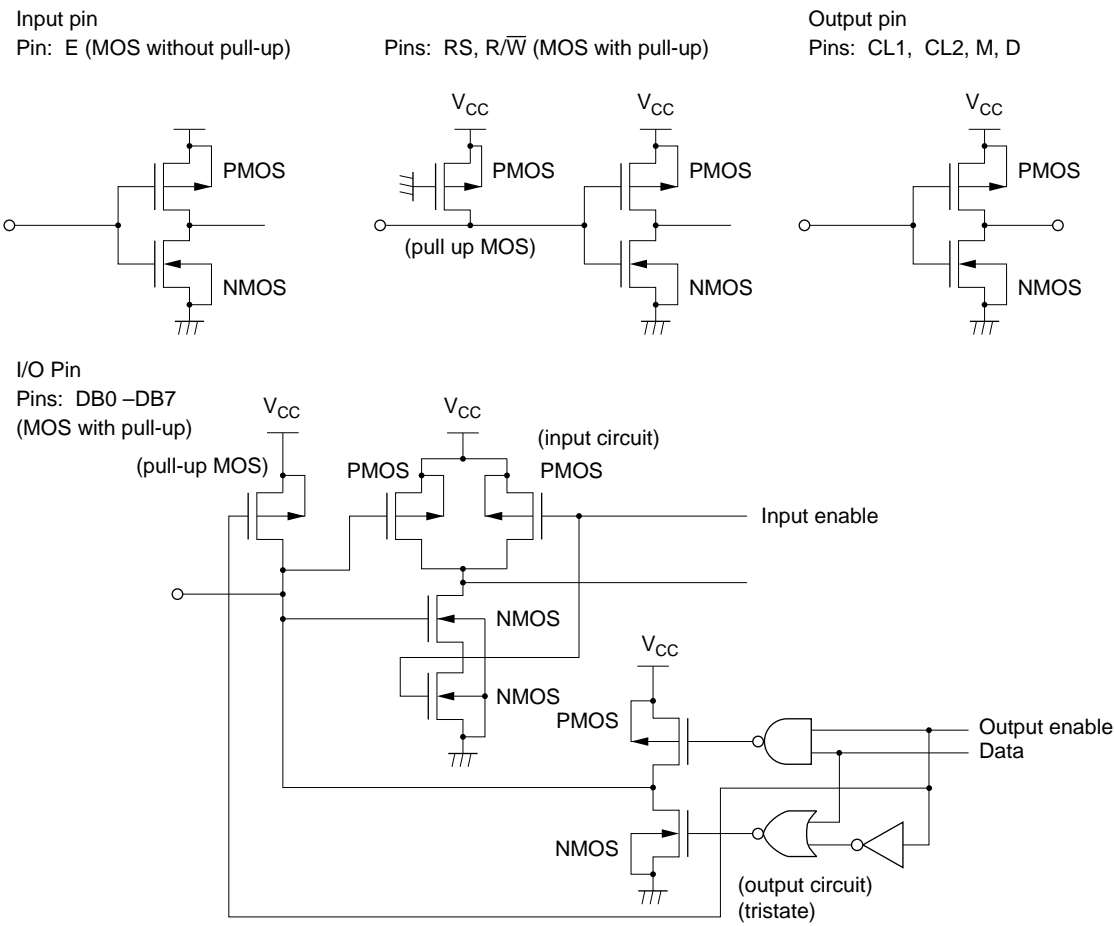 Input pin
Pin: E (MOS without pull-up)
Pins: RS, R/W̅ (MOS with pull-up)
Output pin
Pins: CL1, CL2, M, D
PMOS
NMOS
VCC
PMOS
(pull up MOS)
VCC
PMOS
NMOS
VCC
PMOS
NMOS
I/O Pin
Pins: DB0 –DB7
(MOS with pull-up)
VCC
(pull-up MOS)
VCC
(input circuit)
PMOS
PMOS
Input enable
NMOS
NMOS
VCC
PMOS
Output enable
Data
NMOS
(output circuit)
(tristate)